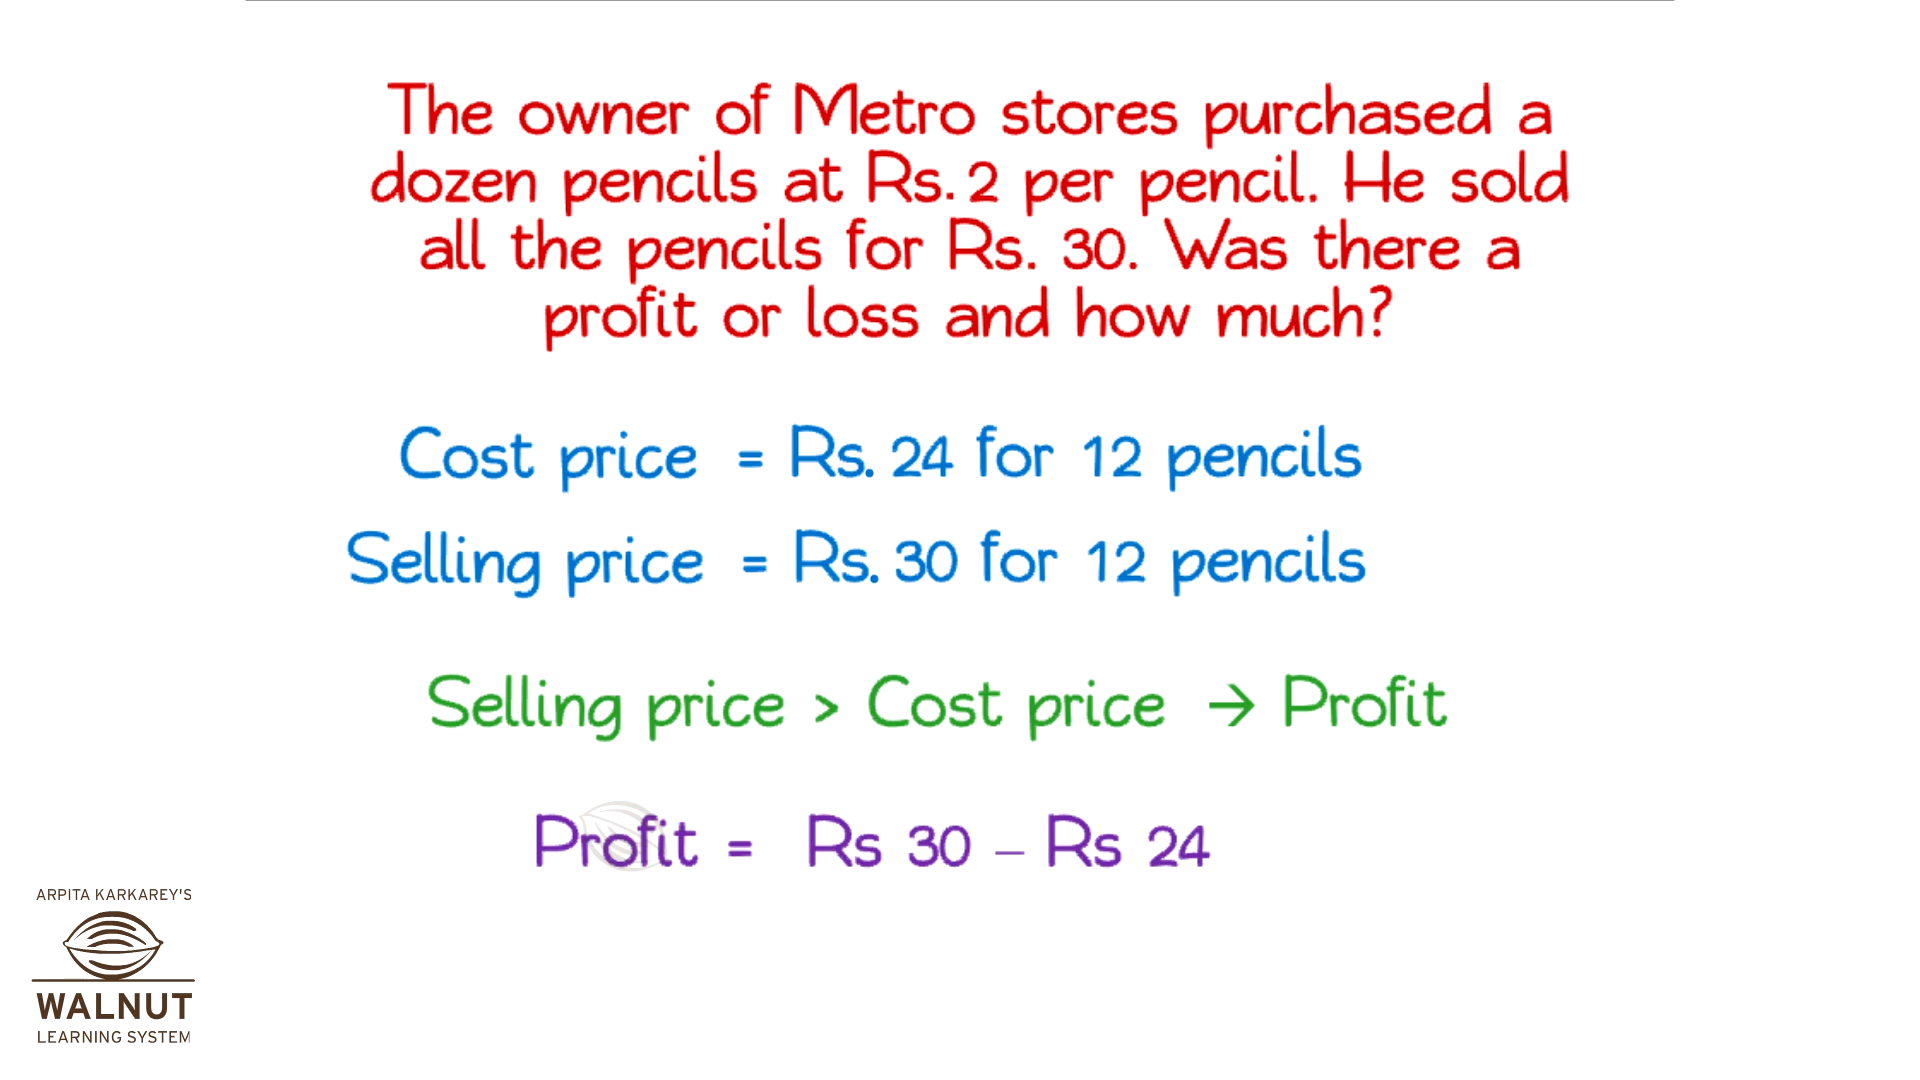 The owner of Metro stores purchased a
dozen pencils at Rs. 2 per pencil. He sold
all the pencils for Rs. 30. Was there a
profit or loss and how much?
Cost price = Rs. 24 for 12 pencils
Selling price = Rs. 30 for 12 pencils
Selling price > Cost price → Profit
Profit = Rs 30 – Rs 24
ARPITA KARKAREY'S
WALNUT
LEARNING SYSTEM